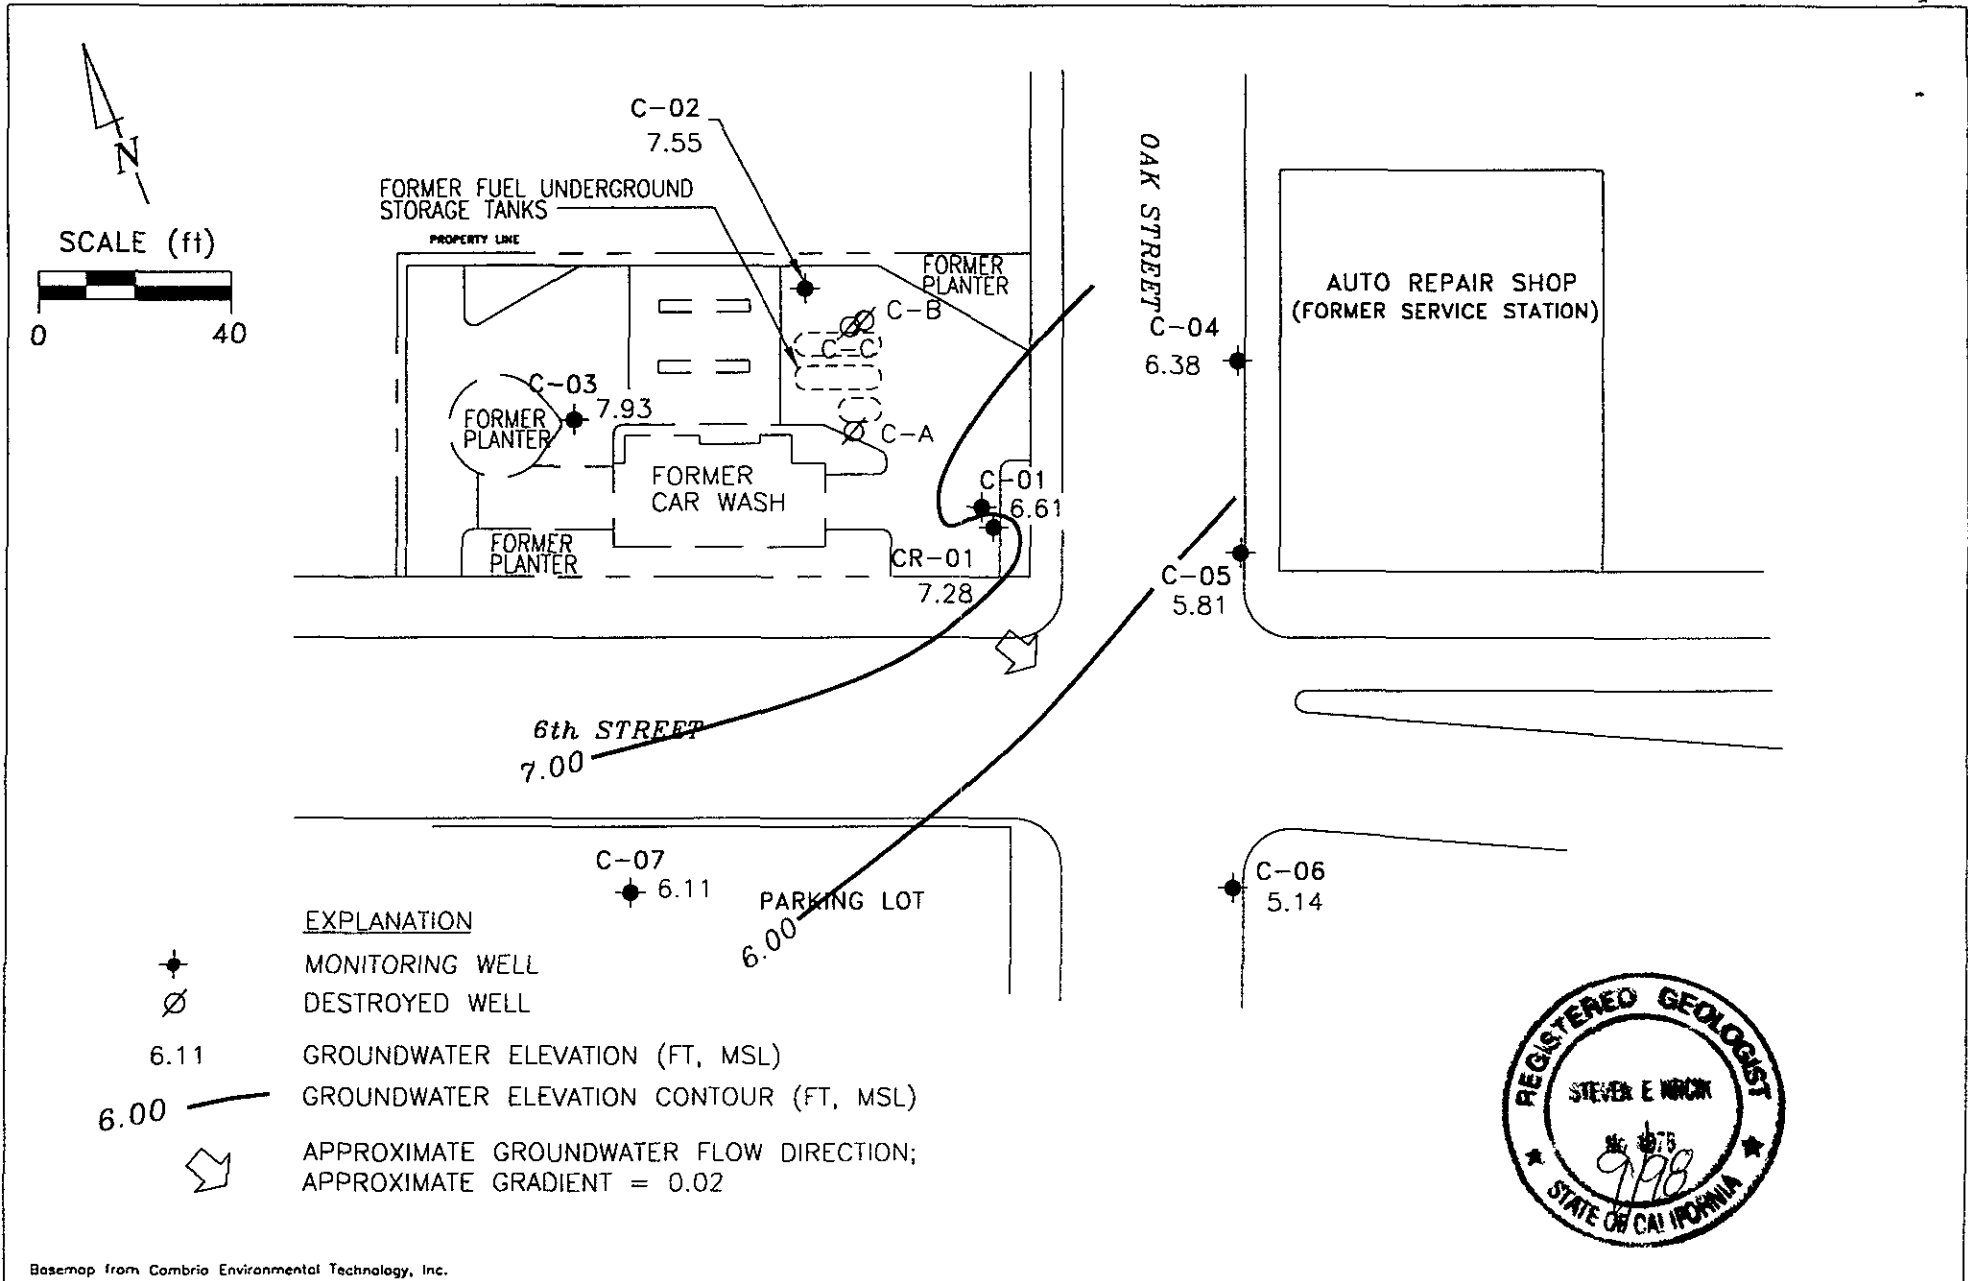 C-02
7.55
FORMER FUEL UNDERGROUND
STORAGE TANKS
PROPERTY LINE
N
SCALE (ft)
0 40
FORMER
PLANTER
OAK STREET
AUTO REPAIR SHOP
(FORMER SERVICE STATION)
C-B
C-C
C-04
6.38
C-03
7.93
FORMER
PLANTER
C-A
FORMER
CAR WASH
C-01
6.61
FORMER
PLANTER
CR-01
7.28
C-05
5.81
6th STREET
7.00
C-07
6.11
PARKING LOT
6.00
C-06
5.14
EXPLANATION
MONITORING WELL
DESTROYED WELL
6.11 GROUNDWATER ELEVATION (FT, MSL)
6.00 GROUNDWATER ELEVATION CONTOUR (FT, MSL)
APPROXIMATE GROUNDWATER FLOW DIRECTION;
APPROXIMATE GRADIENT = 0.02
REGISTERED GEOLOGIST
STEVEN E
STATE OF CALIFORNIA
9/98
Basemap from Cambria Environmental Technology, Inc.